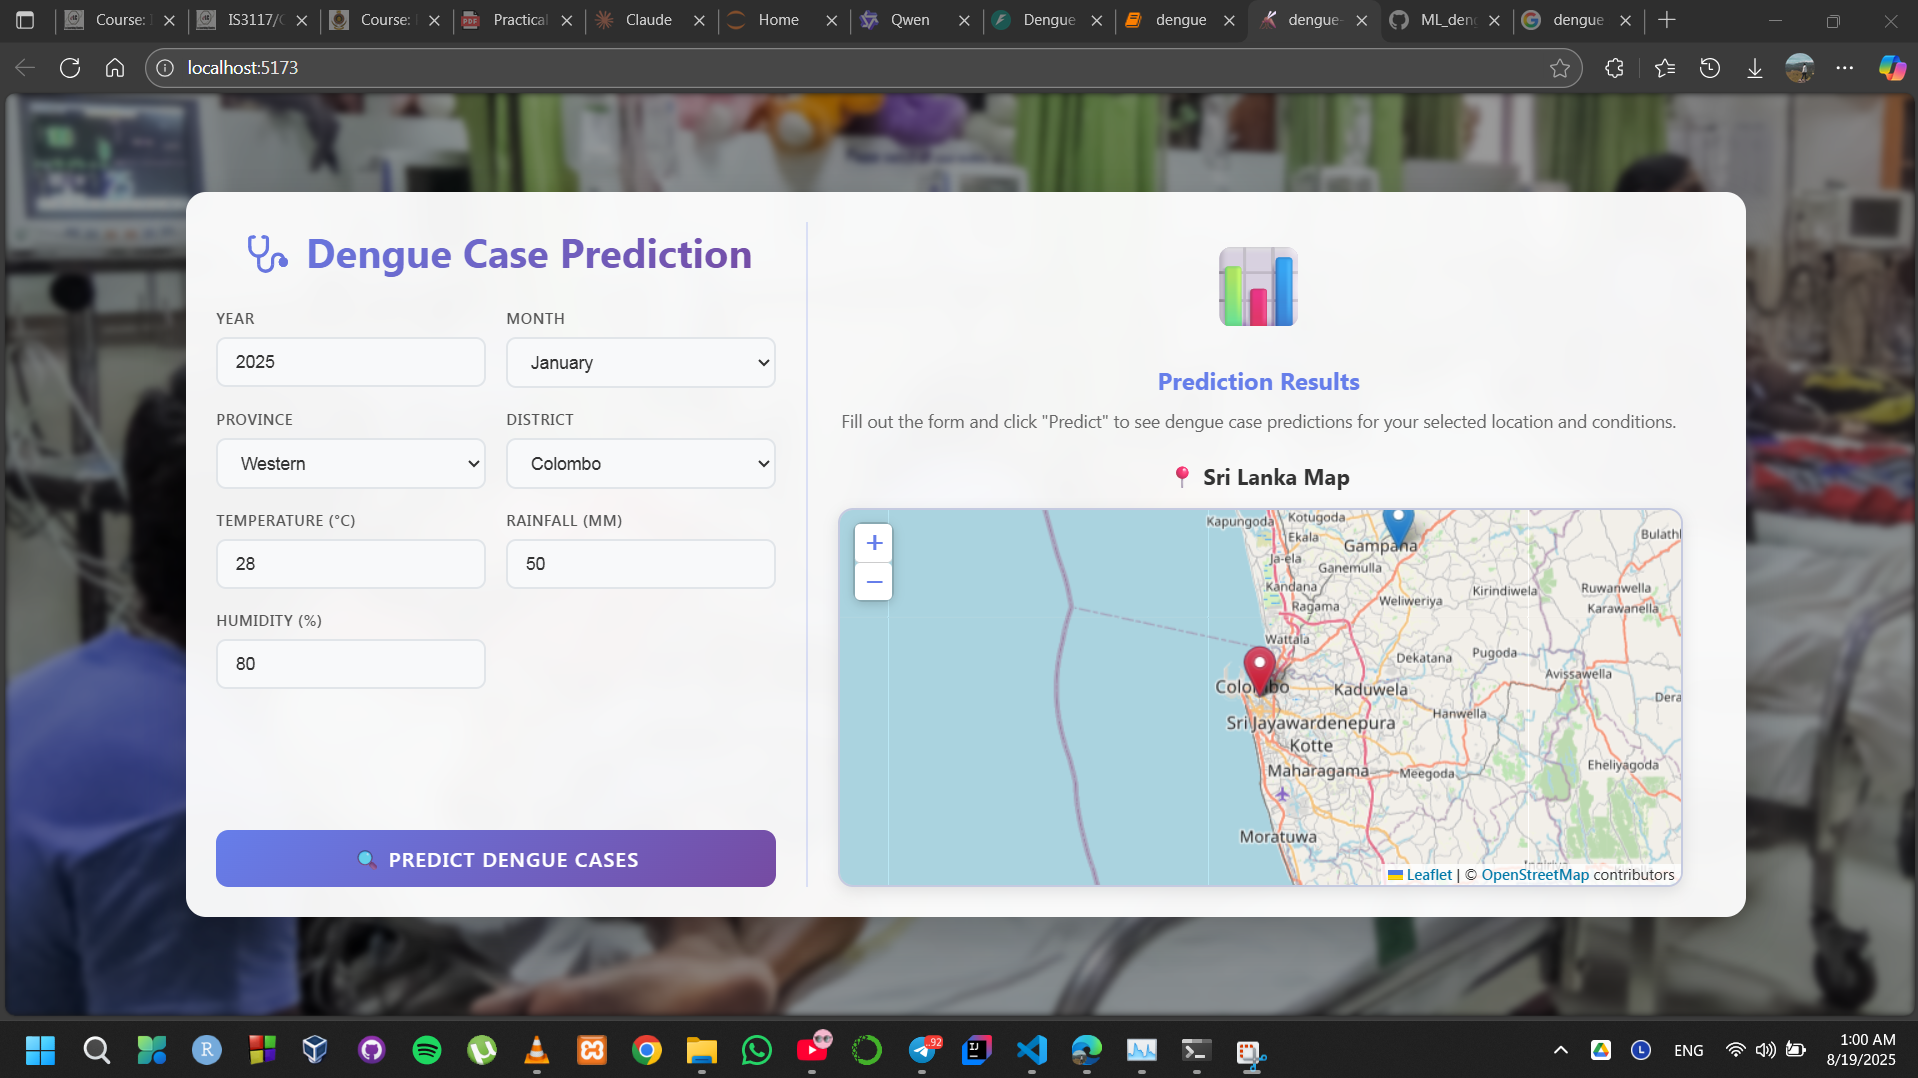 Course:
IS3117/
Course:
Practical
Claude
Home
Qwen
Dengue
dengue
dengue-
ML_den
dengue
localhost:5173
Dengue Case Prediction
YEAR
MONTH
2025
January
PROVINCE
DISTRICT
Western
Colombo
TEMPERATURE (°C)
RAINFALL (MM)
28
50
HUMIDITY (%)
80
🔍 PREDICT DENGUE CASES
Prediction Results
Fill out the form and click "Predict" to see dengue case predictions for your selected location and conditions.
📍 Sri Lanka Map
+
−
Kapungoda
Kotugoda
Ekala
Gampaha
Bulath
Ja-ela
Ganemulla
Kandana
Kirindiwela
Ruwanwella
Ragama
Weliweriya
Karawanella
Wattala
Dekatana
Pugoda
Avissawella
Colombo
Kaduwela
Dera
Hanwella
Sri Jayawardenepura
Kotte
Maharagama
Meegoda
Eheliyagoda
Moratuwa
Leaflet | © OpenStreetMap contributors
..92
ENG
1:00 AM
8/19/2025